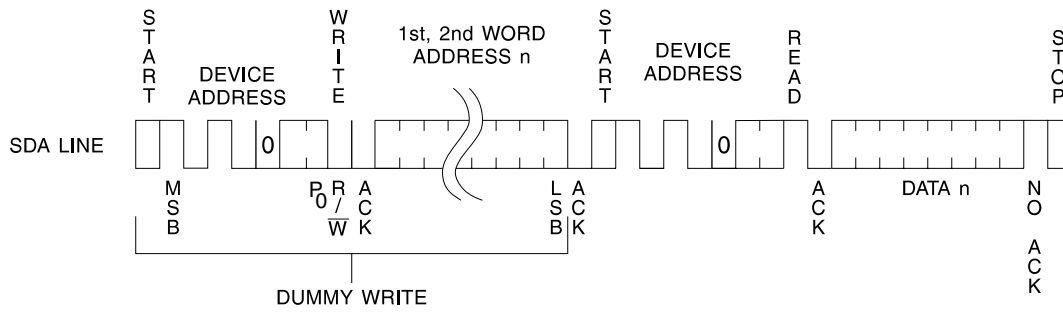 START
DEVICE
ADDRESS
WRITE
1st, 2nd WORD
ADDRESS n
START
DEVICE
ADDRESS
READ
STOP
SDA LINE
0
0
MSB
P0
R/W
ACK
LSB
ACK
ACK
DATA n
NO ACK
DUMMY WRITE